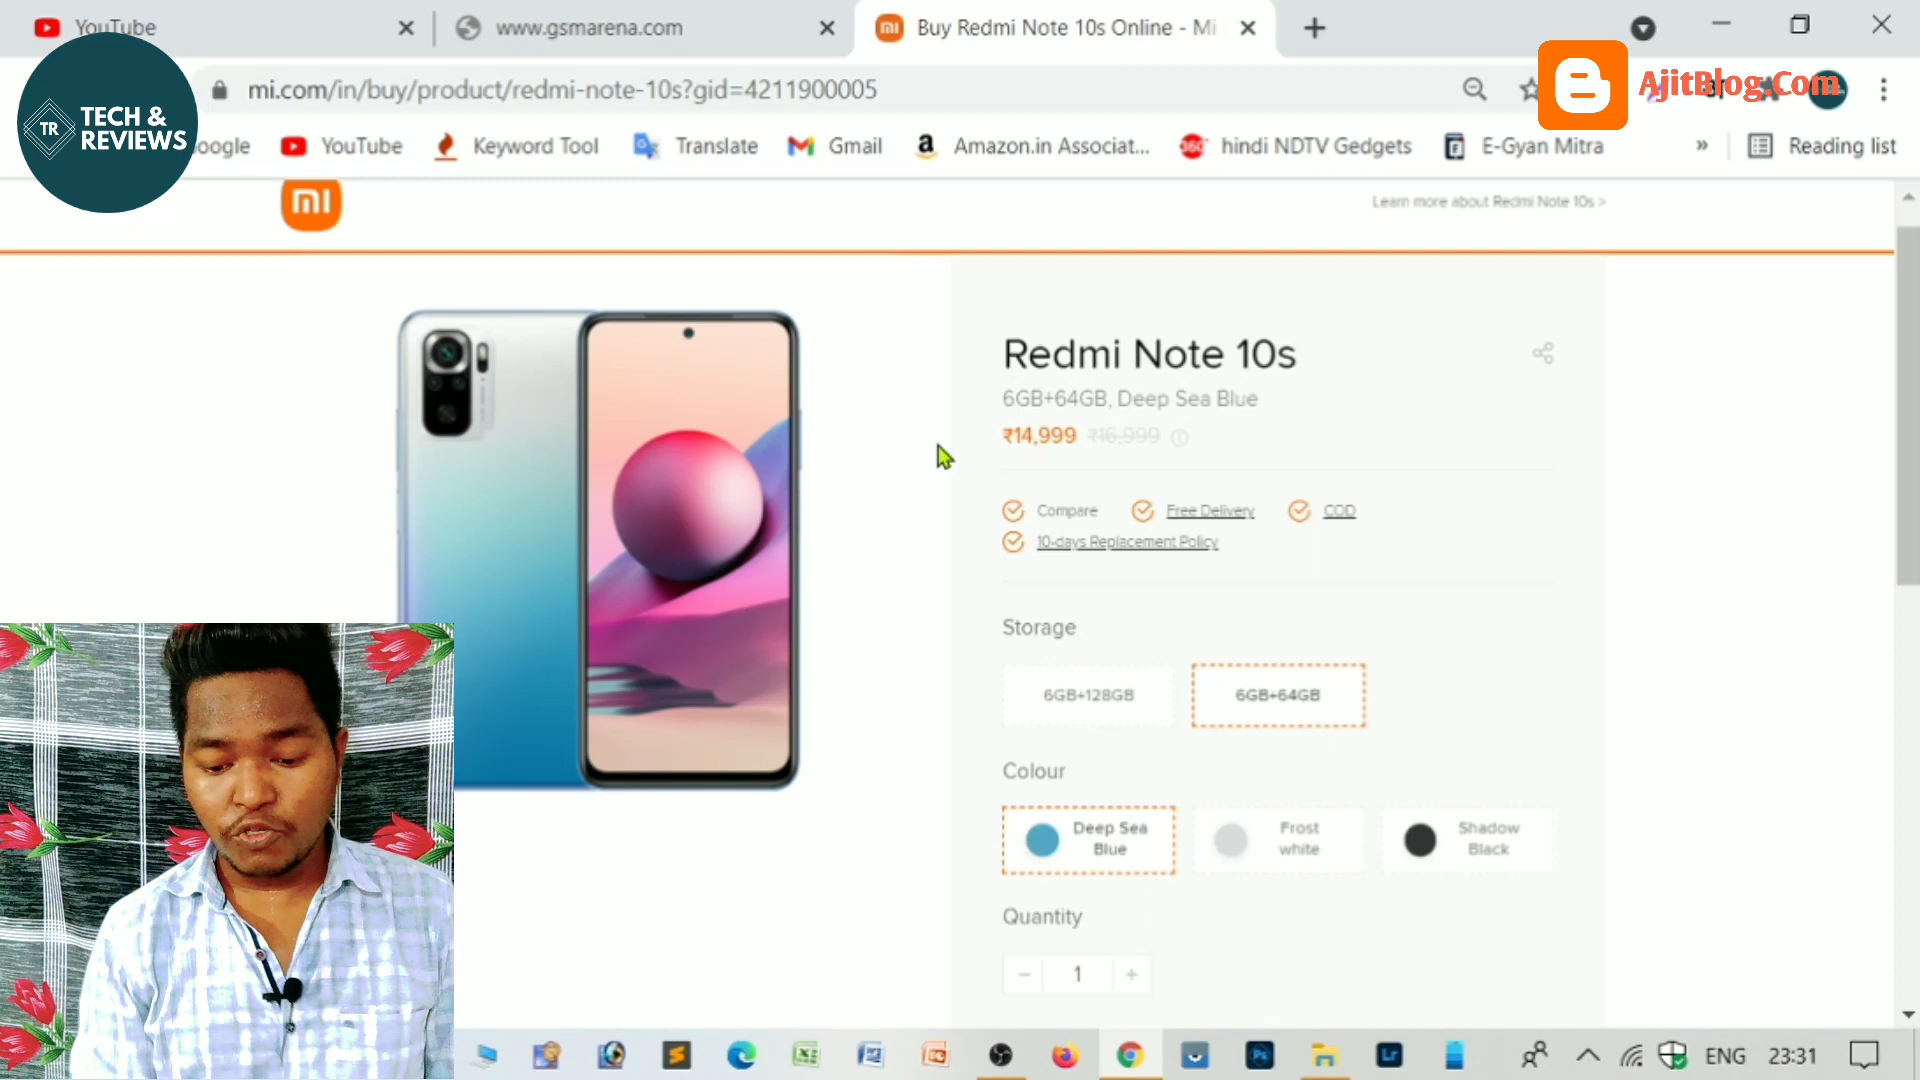 YouTube
www.gsmarena.com
Buy Redmi Note 10s Online - Mi
mi.com/in/buy/product/redmi-note-10s?gid=4211900005
AjitBlog.Com
TECH &
REVIEWS
TR
oogle
YouTube
Keyword Tool
Translate
Gmail
Amazon.in Associat...
hindi NDTV Gedgets
E-Gyan Mitra
»
Reading list
Learn more about Redmi Note 10s >
Redmi Note 10s
6GB+64GB, Deep Sea Blue
₹14,999 ₹16,999
Compare
Free Delivery
COD
10-days Replacement Policy
Storage
6GB+128GB
6GB+64GB
Colour
Deep Sea
Blue
Frost
white
Shadow
Black
Quantity
− 1 +
ENG
23:31